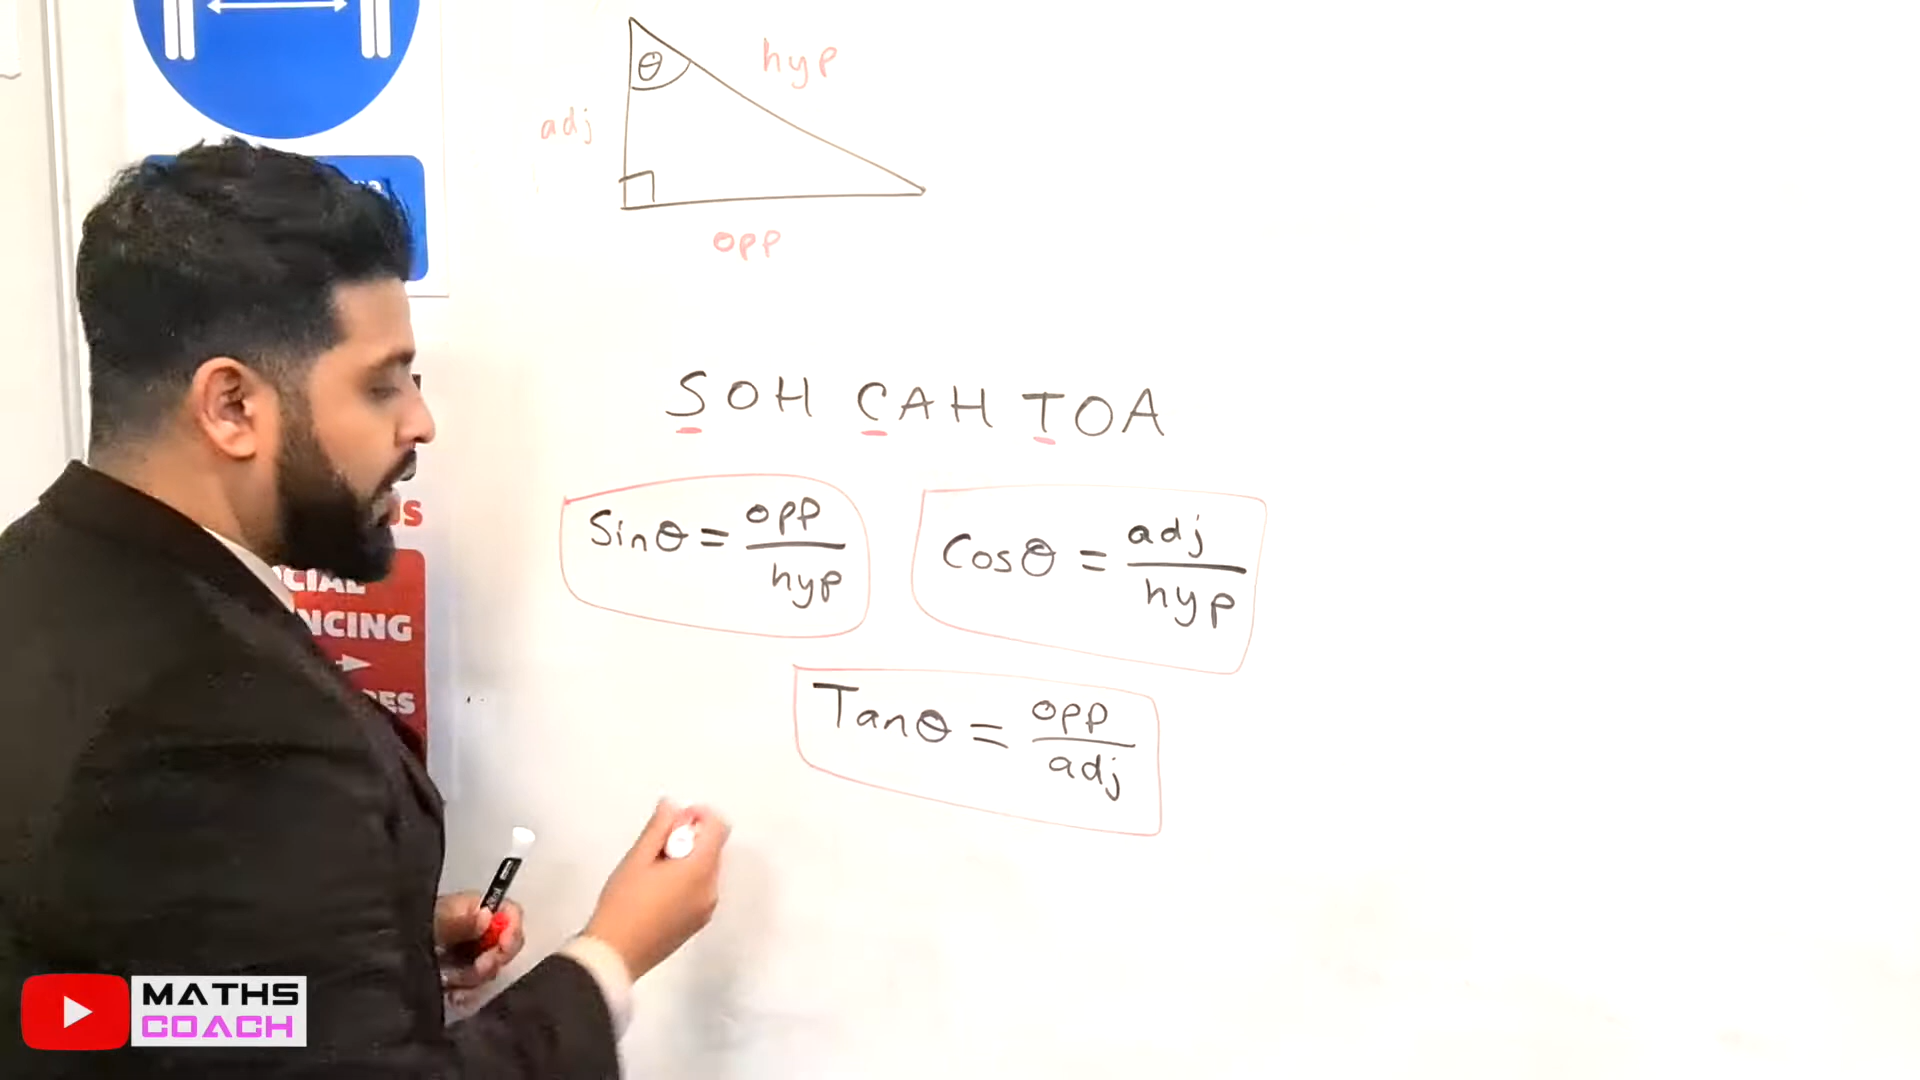 θ
hyp
adj
opp
SOH CAH TOA
Sinθ = opp/hyp
Cosθ = adj/hyp
Tanθ = opp/adj
MATHS
COACH